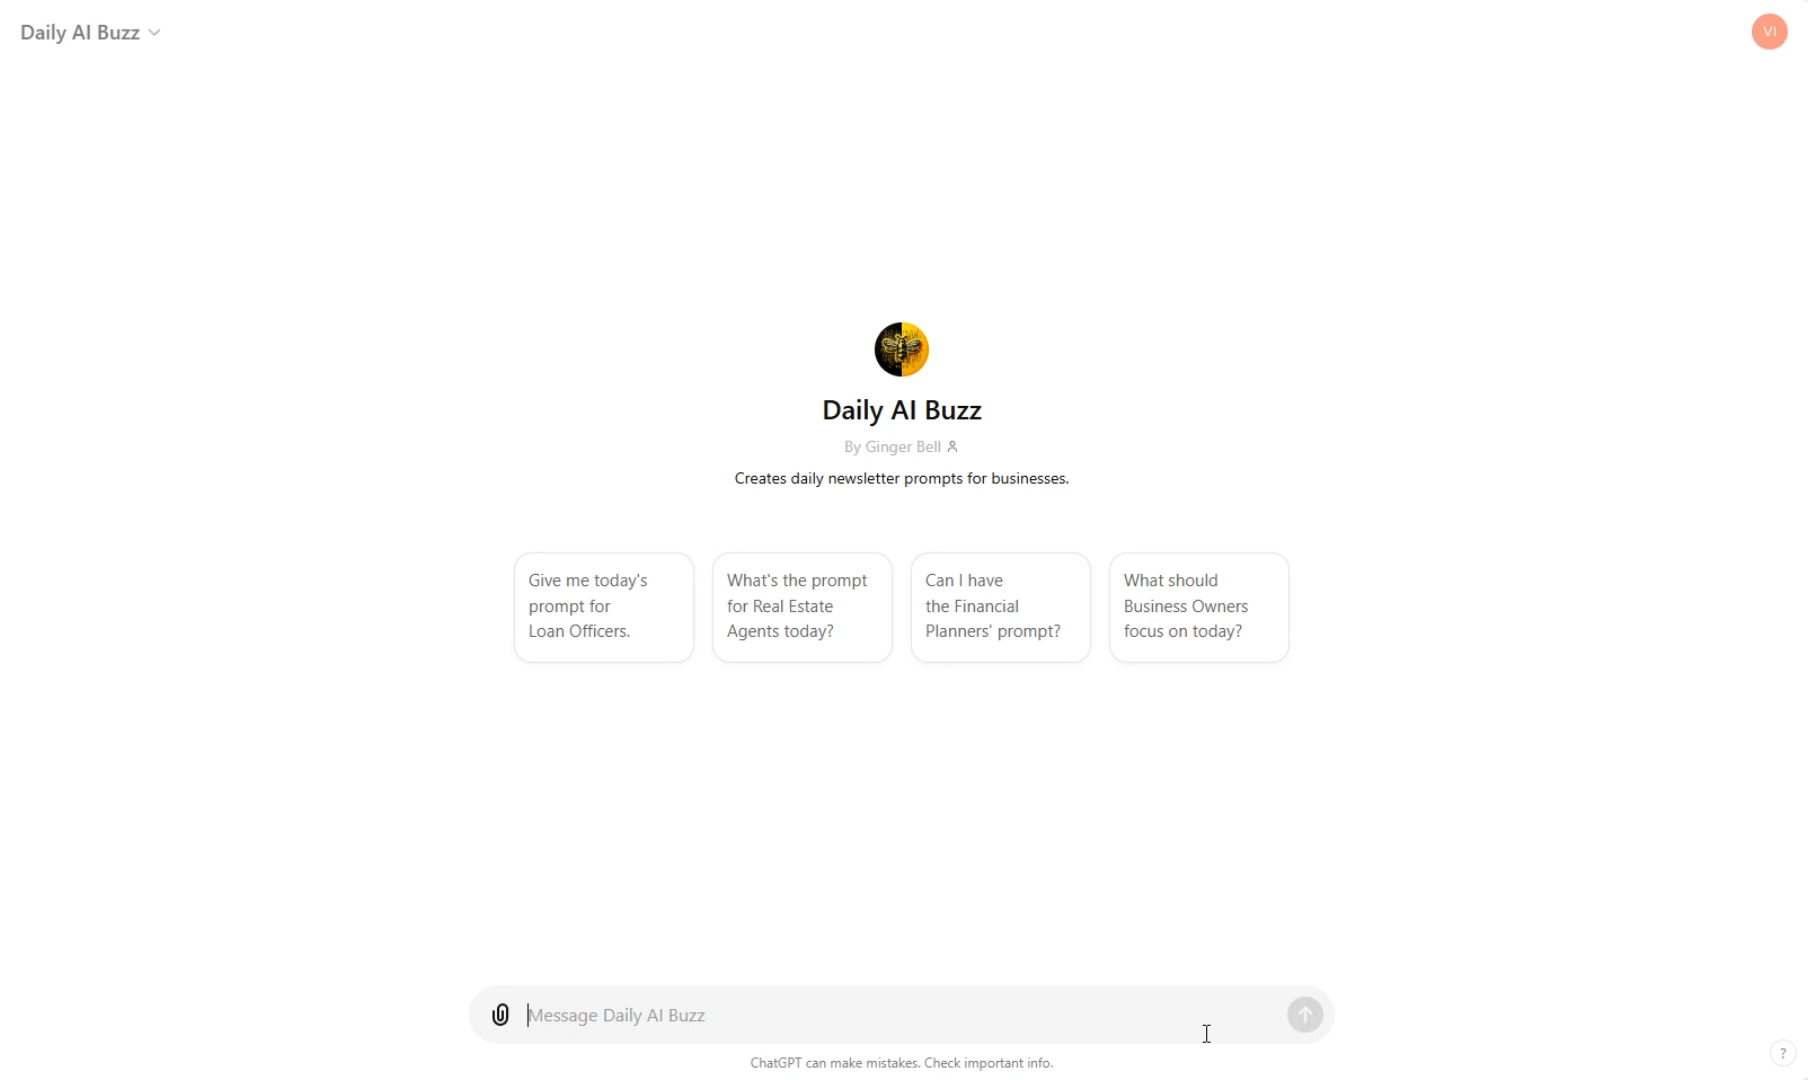 Daily AI Buzz
VI
Daily AI Buzz
By Ginger Bell
Creates daily newsletter prompts for businesses.
Give me today's
prompt for
Loan Officers.
What's the prompt
for Real Estate
Agents today?
Can I have
the Financial
Planners' prompt?
What should
Business Owners
focus on today?
Message Daily AI Buzz
ChatGPT can make mistakes. Check important info.
?